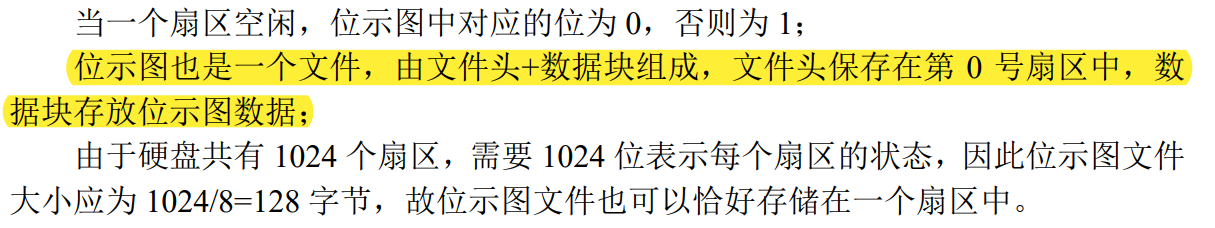 当一个扇区空闲，位示图中对应的位为 0，否则为 1；
位示图也是一个文件，由文件头+数据块组成，文件头保存在第 0 号扇区中，数
据块存放位示图数据；
由于硬盘共有 1024 个扇区，需要 1024 位表示每个扇区的状态，因此位示图文件
大小应为 1024/8=128 字节，故位示图文件也可以恰好存储在一个扇区中。